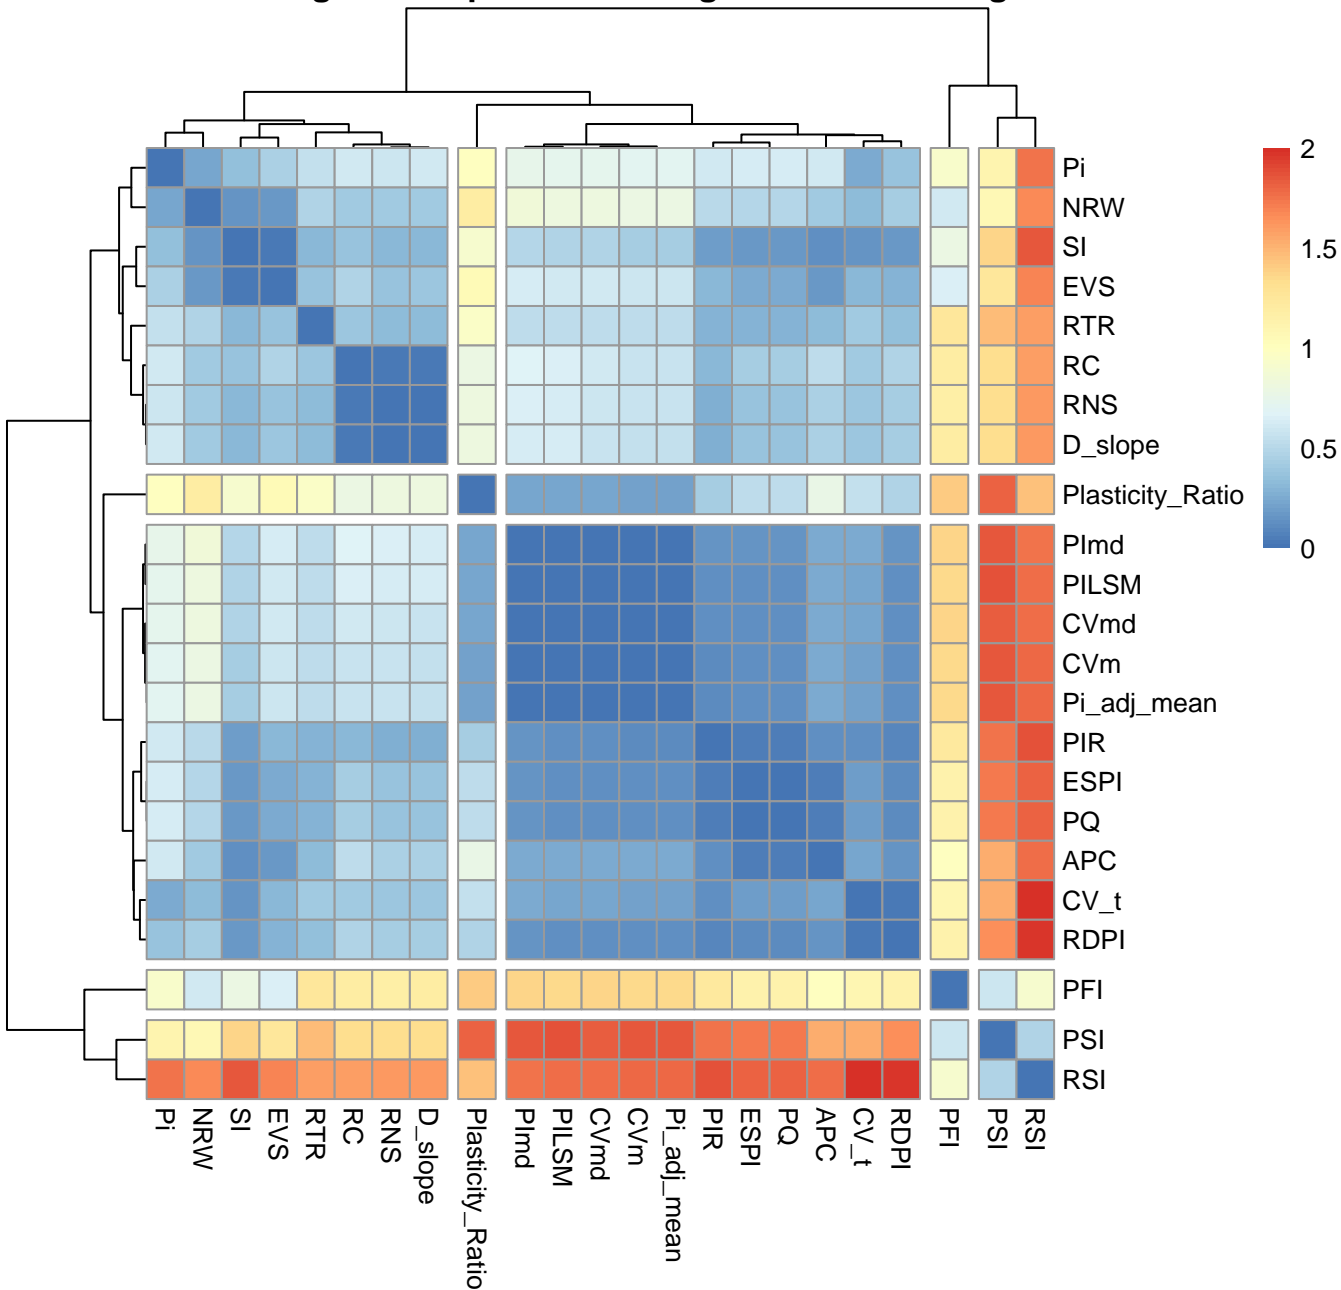 Pi
NRW
SI
EVS
RTR
RC
RNS
D_slope
Plasticity_Ratio
PImd
PILSM
CVmd
CVm
Pi_adj_mean
PIR
ESPI
PQ
APC
CV_t
RDPI
PFI
PSI
RSI
2
1.5
1
0.5
0
Pi NRW SI EVS RTR RC RNS D_slope Plasticity_Ratio PImd PILSM CVmd CVm Pi_adj_mean PIR ESPI PQ APC CV_t RDPI PFI PSI RSI